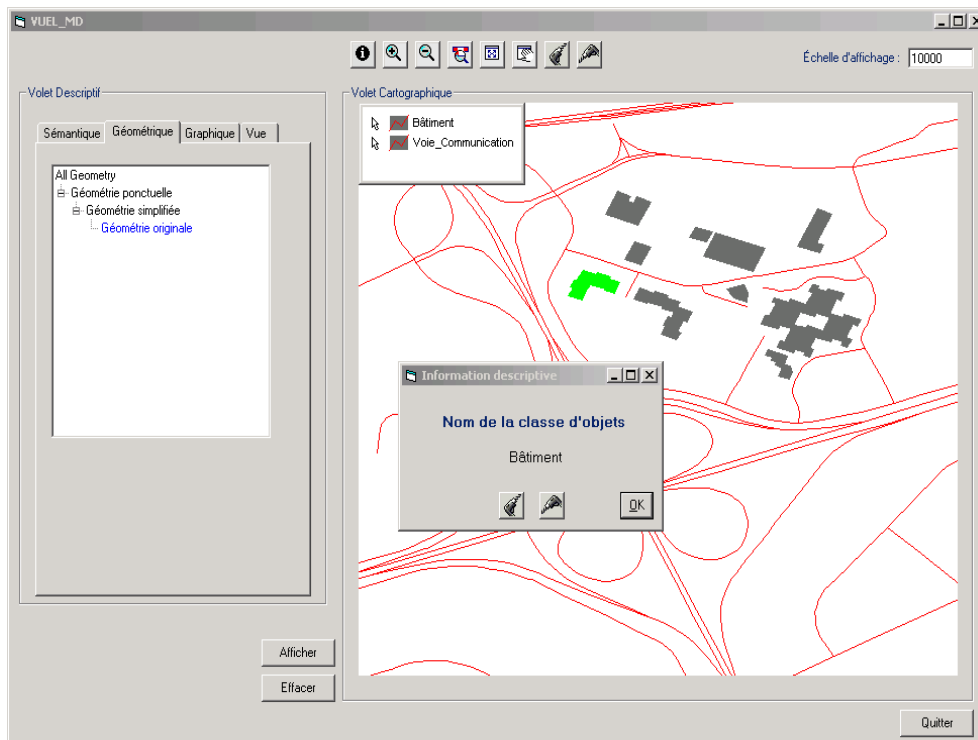 VUEL_MD
Échelle d'affichage : 10000
Volet Descriptif
Sémantique Géométrique Graphique Vue
All Geometry
Géométrie ponctuelle
Géométrie simplifiée
Géométrie originale
Afficher
Effacer
Volet Cartographique
Bâtiment
Voie_Communication
Information descriptive
Nom de la classe d'objets
Bâtiment
OK
Quitter